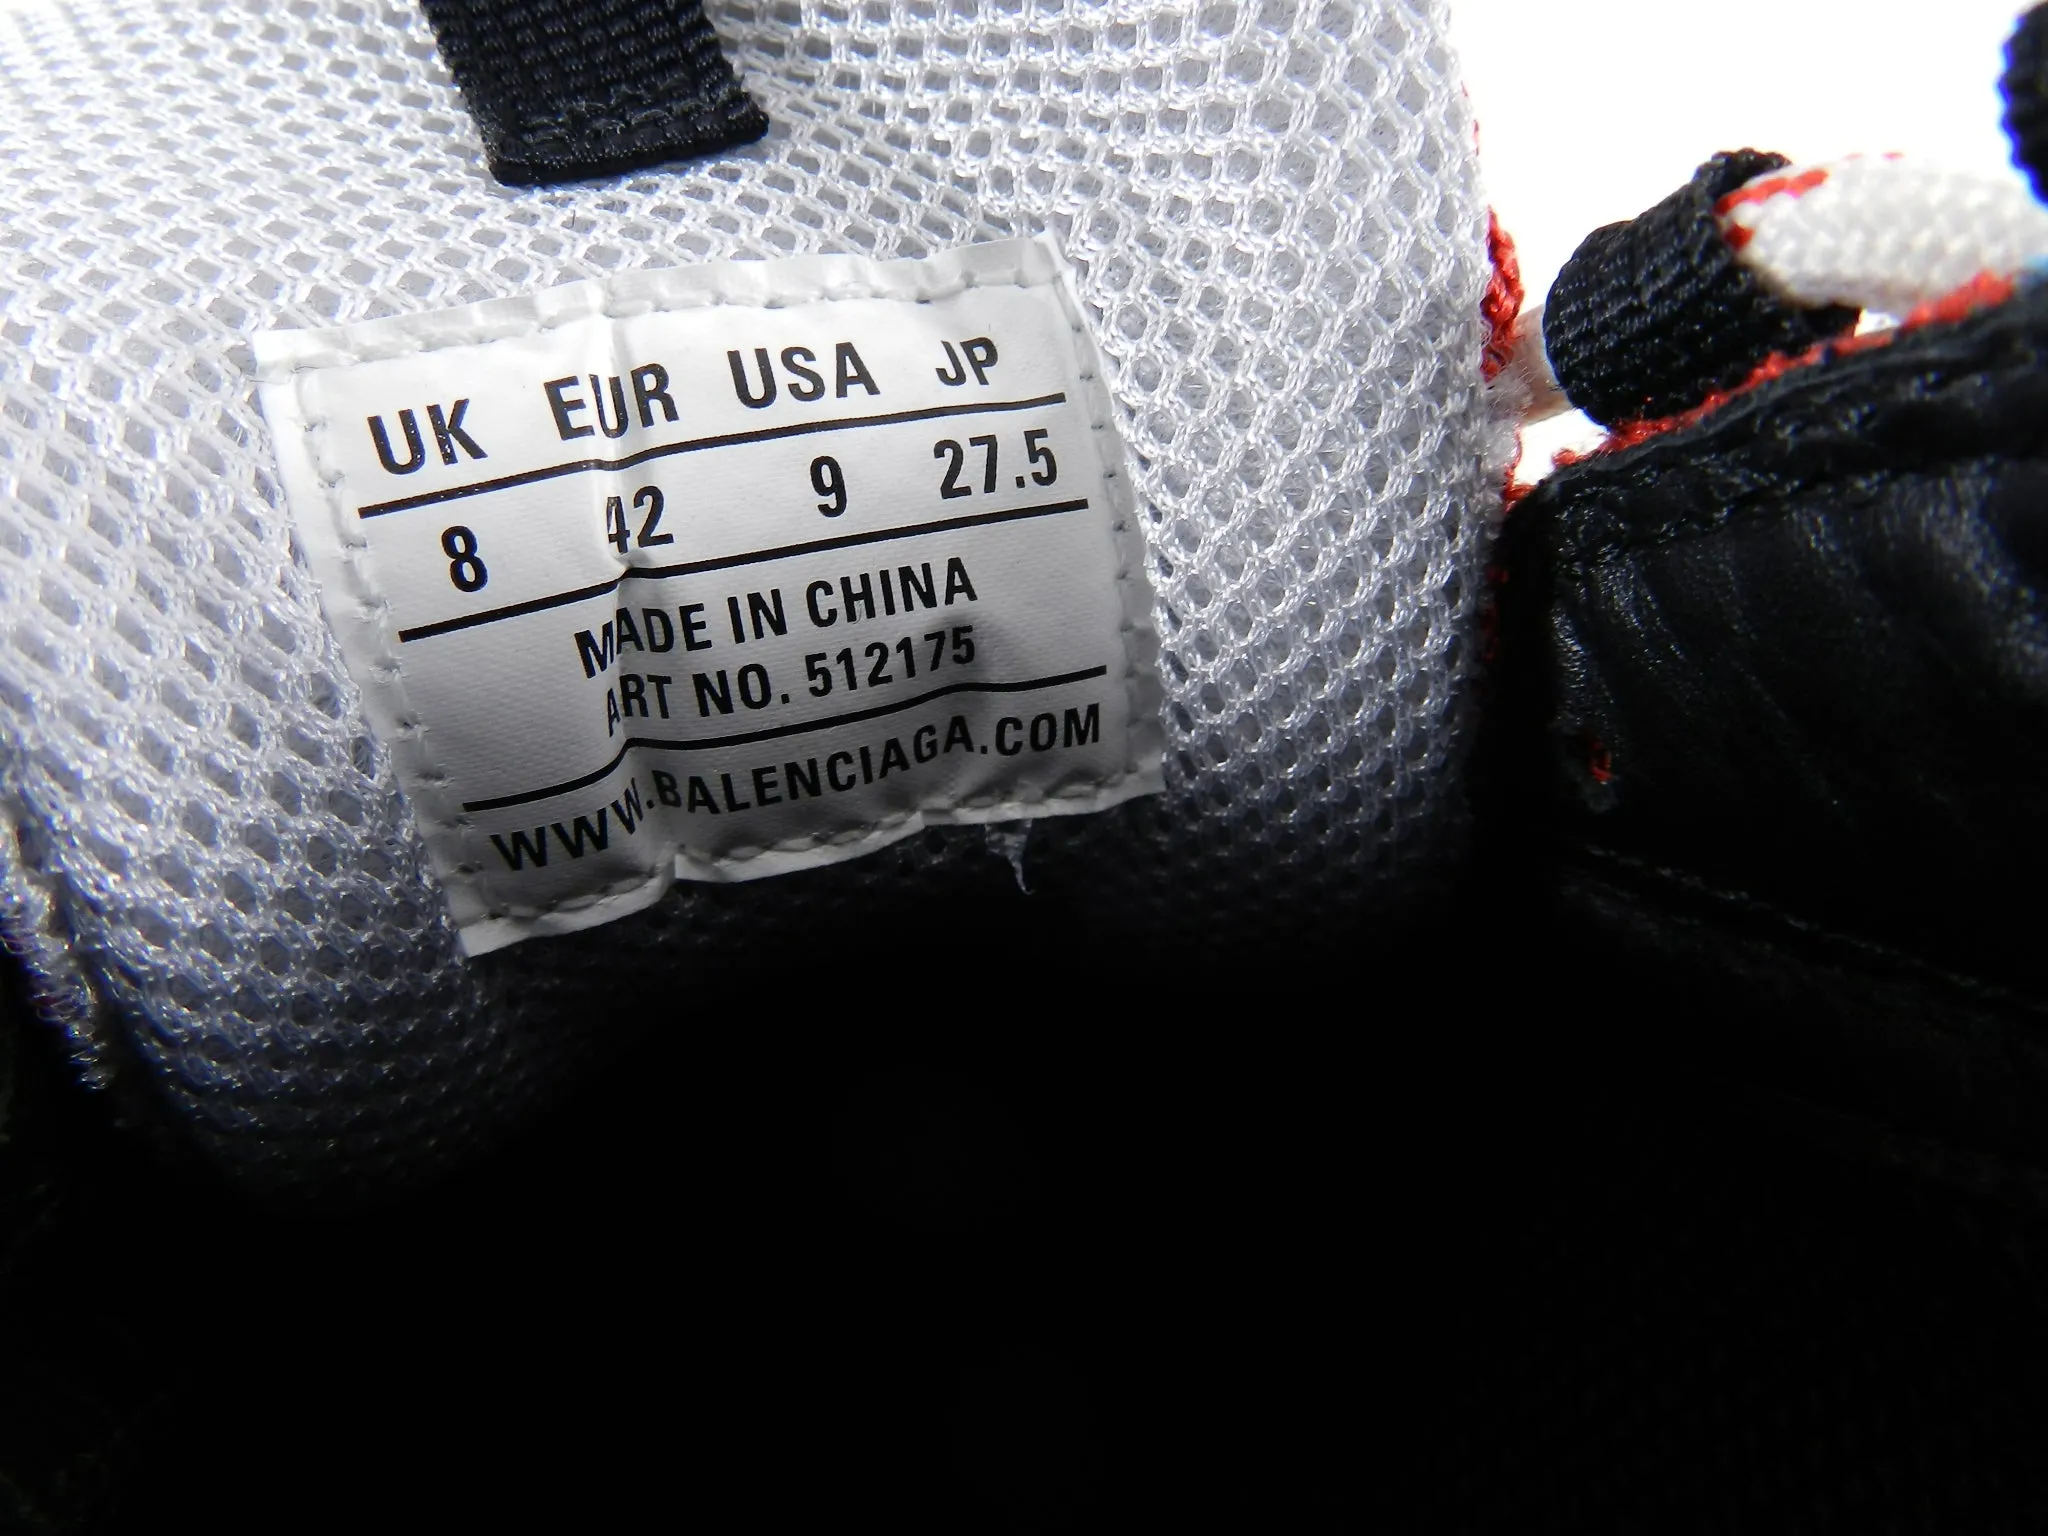 UK EUR USA JP
8 42 9 27.5
MADE IN CHINA
ART NO. 512175
WWW.BALENCIAGA.COM